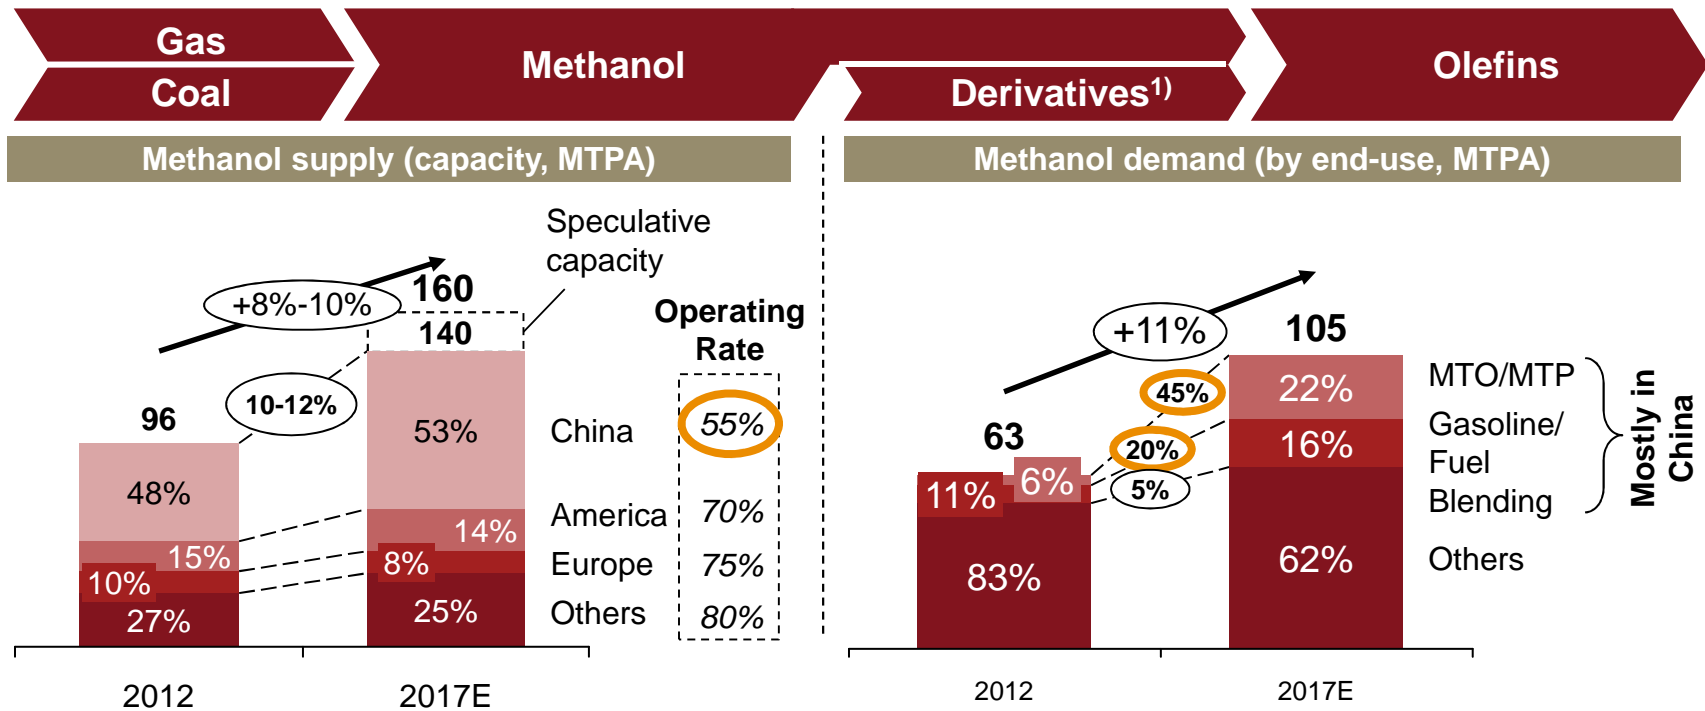 Gas
Coal
Methanol
Derivatives1)
Olefins
Methanol supply (capacity, MTPA)
Speculative
capacity
+8%-10%
160
140
10-12%
96
Operating
Rate
48%
15%
10%
27%
53%
14%
8%
25%
China
America
Europe
Others
55%
70%
75%
80%
2012
2017E
Methanol demand (by end-use, MTPA)
+11%
105
63
45%
20%
5%
11%
6%
83%
22%
16%
62%
MTO/MTP
Gasoline/
Fuel
Blending
Others
Mostly in
China
2012
2017E